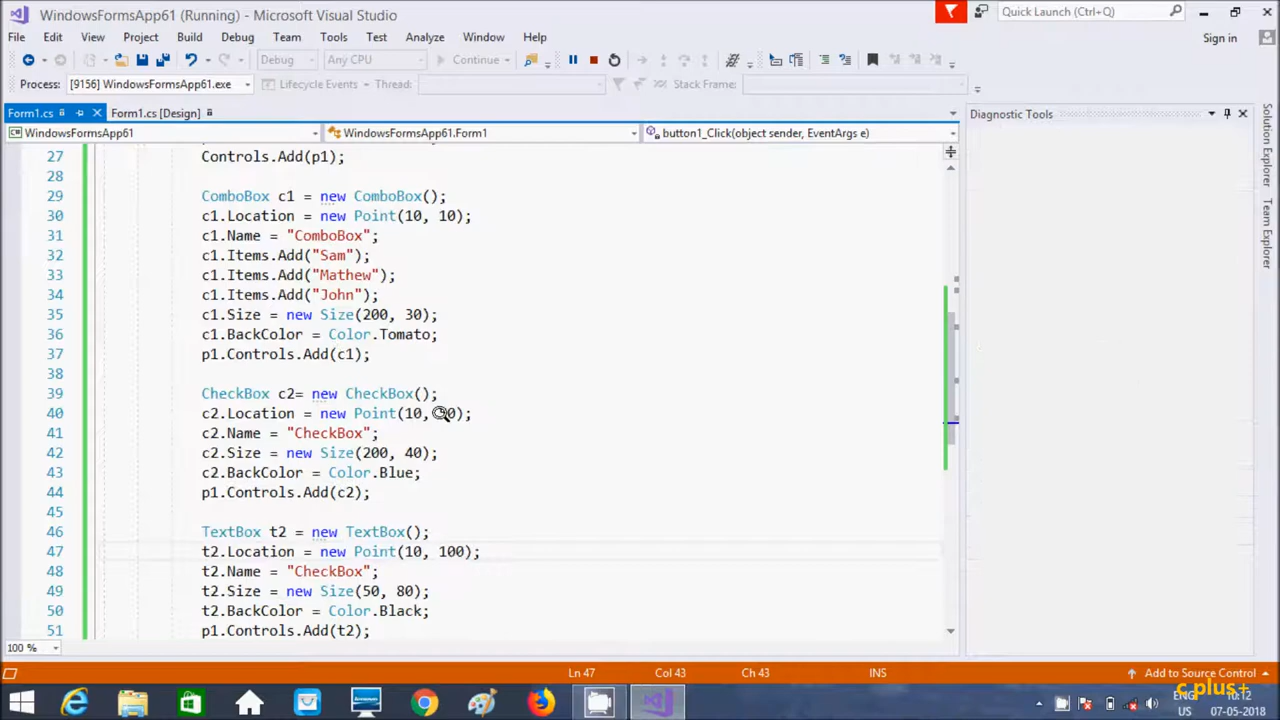 WindowsFormsApp61 (Running) - Microsoft Visual Studio
Quick Launch (Ctrl+Q)
File Edit View Project Build Debug Team Tools Test Analyze Window Help
Sign in
Debug Any CPU Continue
Process: [9156] WindowsFormsApp61.exe Lifecycle Events Thread: Stack Frame:
Form1.cs Form1.cs [Design] Diagnostic Tools
WindowsFormsApp61 WindowsFormsApp61.Form1 button1_Click(object sender, EventArgs e)
27 Controls.Add(p1);
28
29 ComboBox c1 = new ComboBox();
30 c1.Location = new Point(10, 10);
31 c1.Name = "ComboBox";
32 c1.Items.Add("Sam");
33 c1.Items.Add("Mathew");
34 c1.Items.Add("John");
35 c1.Size = new Size(200, 30);
36 c1.BackColor = Color.Tomato;
37 p1.Controls.Add(c1);
38
39 CheckBox c2= new CheckBox();
40 c2.Location = new Point(10, 0);
41 c2.Name = "CheckBox";
42 c2.Size = new Size(200, 40);
43 c2.BackColor = Color.Blue;
44 p1.Controls.Add(c2);
45
46 TextBox t2 = new TextBox();
47 t2.Location = new Point(10, 100);
48 t2.Name = "CheckBox";
49 t2.Size = new Size(50, 80);
50 t2.BackColor = Color.Black;
51 p1.Controls.Add(t2);
Solution Explorer
Team Explorer
100 %
Ln 47 Col 43 Ch 43 INS Add to Source Control
c plus+
ENG 10:12
US 07-05-2018